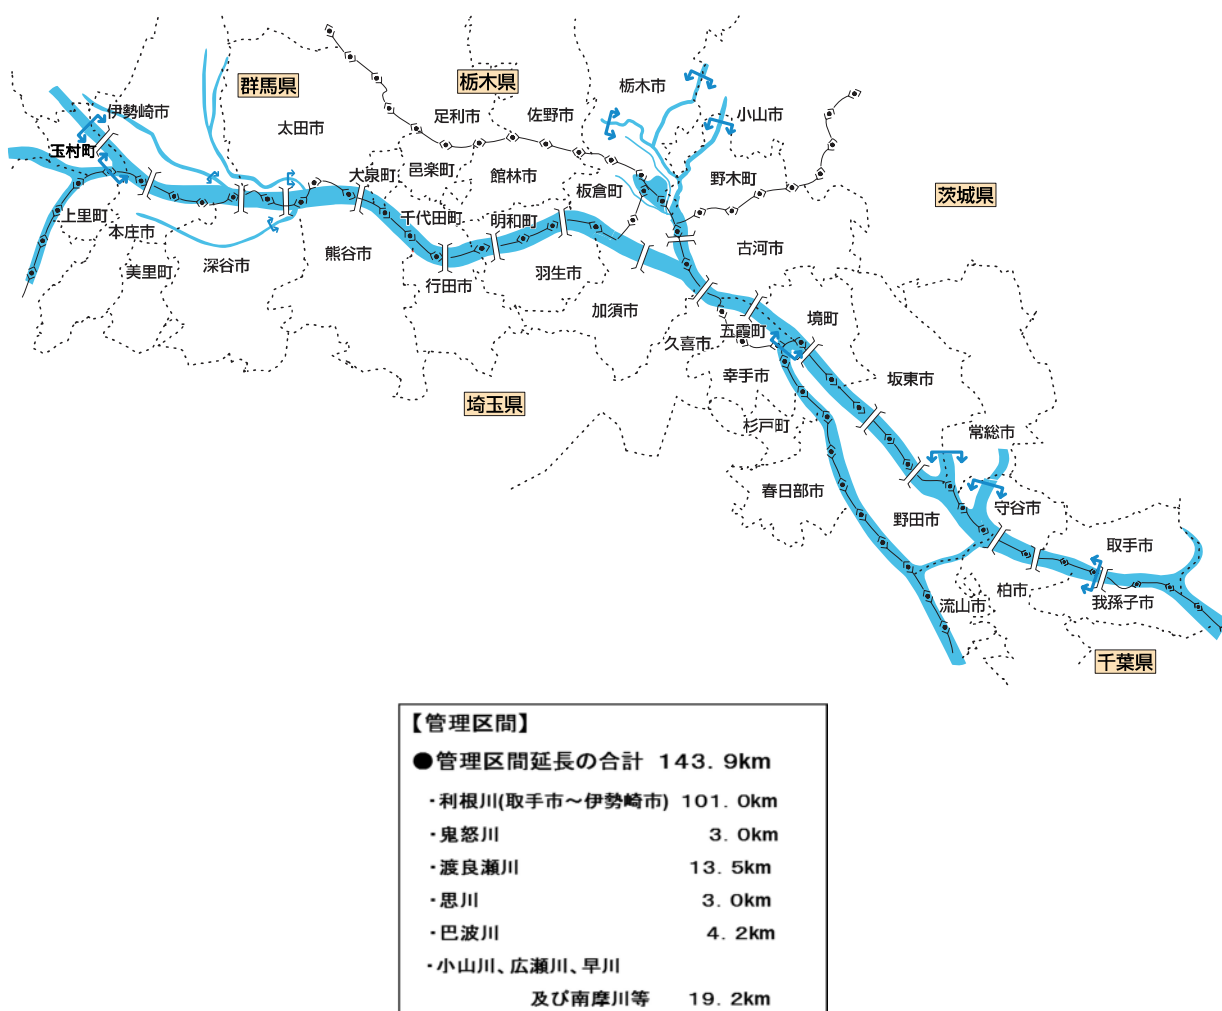 群馬県
栃木県
茨城県
埼玉県
千葉県
伊勢崎市
玉村町
太田市
足利市
佐野市
栃木市
小山市
大泉町
邑楽町
館林市
板倉町
野木町
上里町
本庄市
美里町
深谷市
熊谷市
千代田町
明和町
行田市
羽生市
加須市
古河市
久喜市
五霞町
境町
幸手市
坂東市
杉戸町
常総市
春日部市
野田市
守谷市
取手市
流山市
柏市
我孫子市
【管理区間】
●管理区間延長の合計 143.9km
・利根川(取手市～伊勢崎市) 101.0km
・鬼怒川 3.0km
・渡良瀬川 13.5km
・思川 3.0km
・巴波川 4.2km
・小山川、広瀬川、早川
及び南摩川等 19.2km